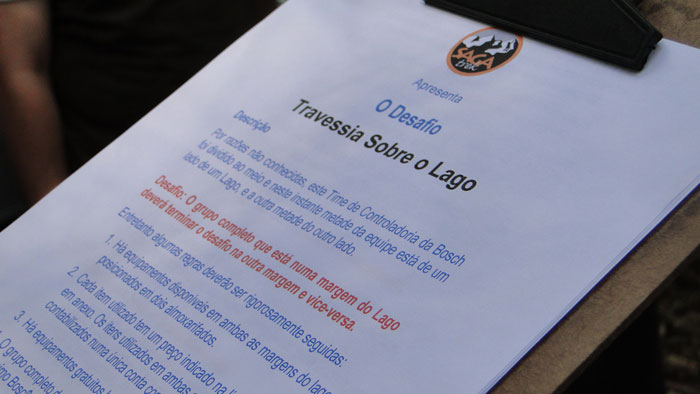 SAGA
trek
Apresenta
O Desafio
Travessia Sobre o Lago
Descrição
Por razões não conhecidas, este Time de Controladoria da Bosch
foi dividido ao meio e neste instante metade da equipe está de um
lado de um Lago, e a outra metade do outro lado.
Desafio: O grupo completo que está numa margem do Lago
deverá terminar o desafio na outra margem e vice-versa.
Entretanto algumas regras deverão ser rigorosamente seguidas:
1. Há equipamentos disponíveis em ambas as margens do lago
posicionados em dois almoxarifados.
2. Cada item utilizado tem um preço indicado na
em anexo. Os itens utilizados em ambas
contabilizados numa única conta
3. Há equipamentos gratuitos
O grupo completo